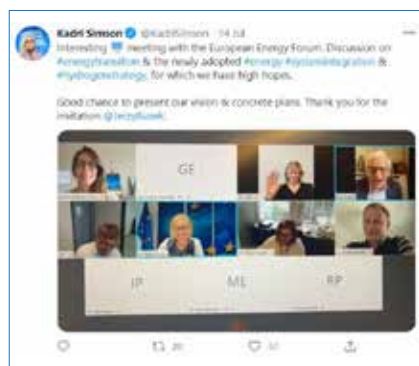 Kadri Simson @KadriSimson · 14 Jul
Interesting meeting with the European Energy Forum. Discussion on
#energytransition & the newly adopted #energy #systemintegration &
#hydrogenstrategy, for which we have high hopes.
Good chance to present our vision & concrete plans. Thank you for the
invitation @JerzyBuzek.
GE
IP
ML
RP
20